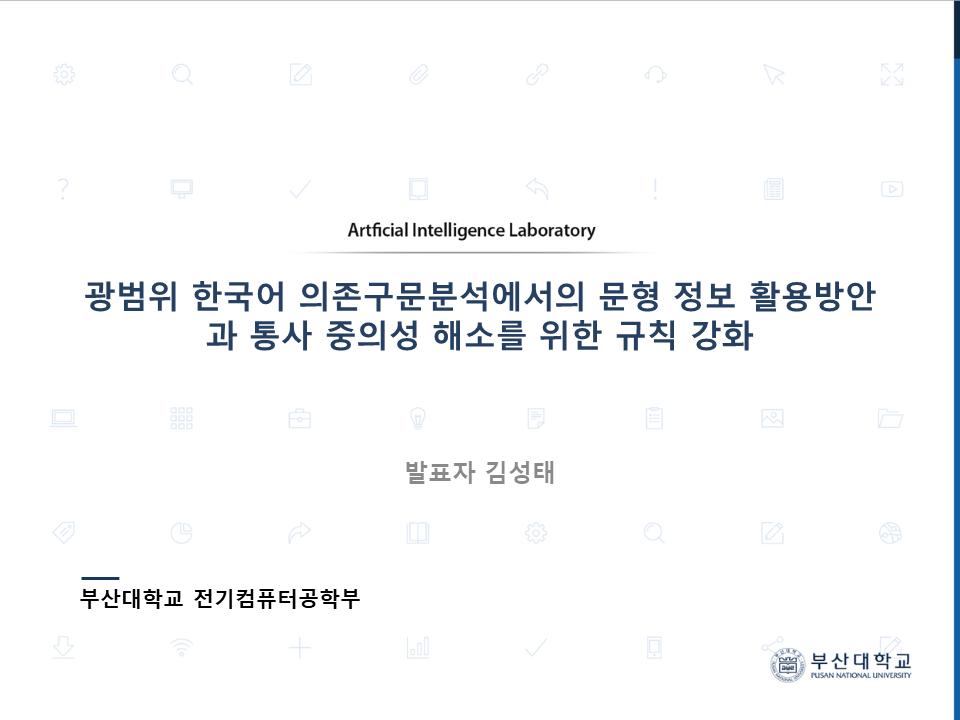 Artficial Intelligence Laboratory
광범위 한국어 의존구문분석에서의 문형 정보 활용방안
과 통사 중의성 해소를 위한 규칙 강화
발표자 김성태
부산대학교 전기컴퓨터공학부
부산대학교
PUSAN NATIONAL UNIVERSITY